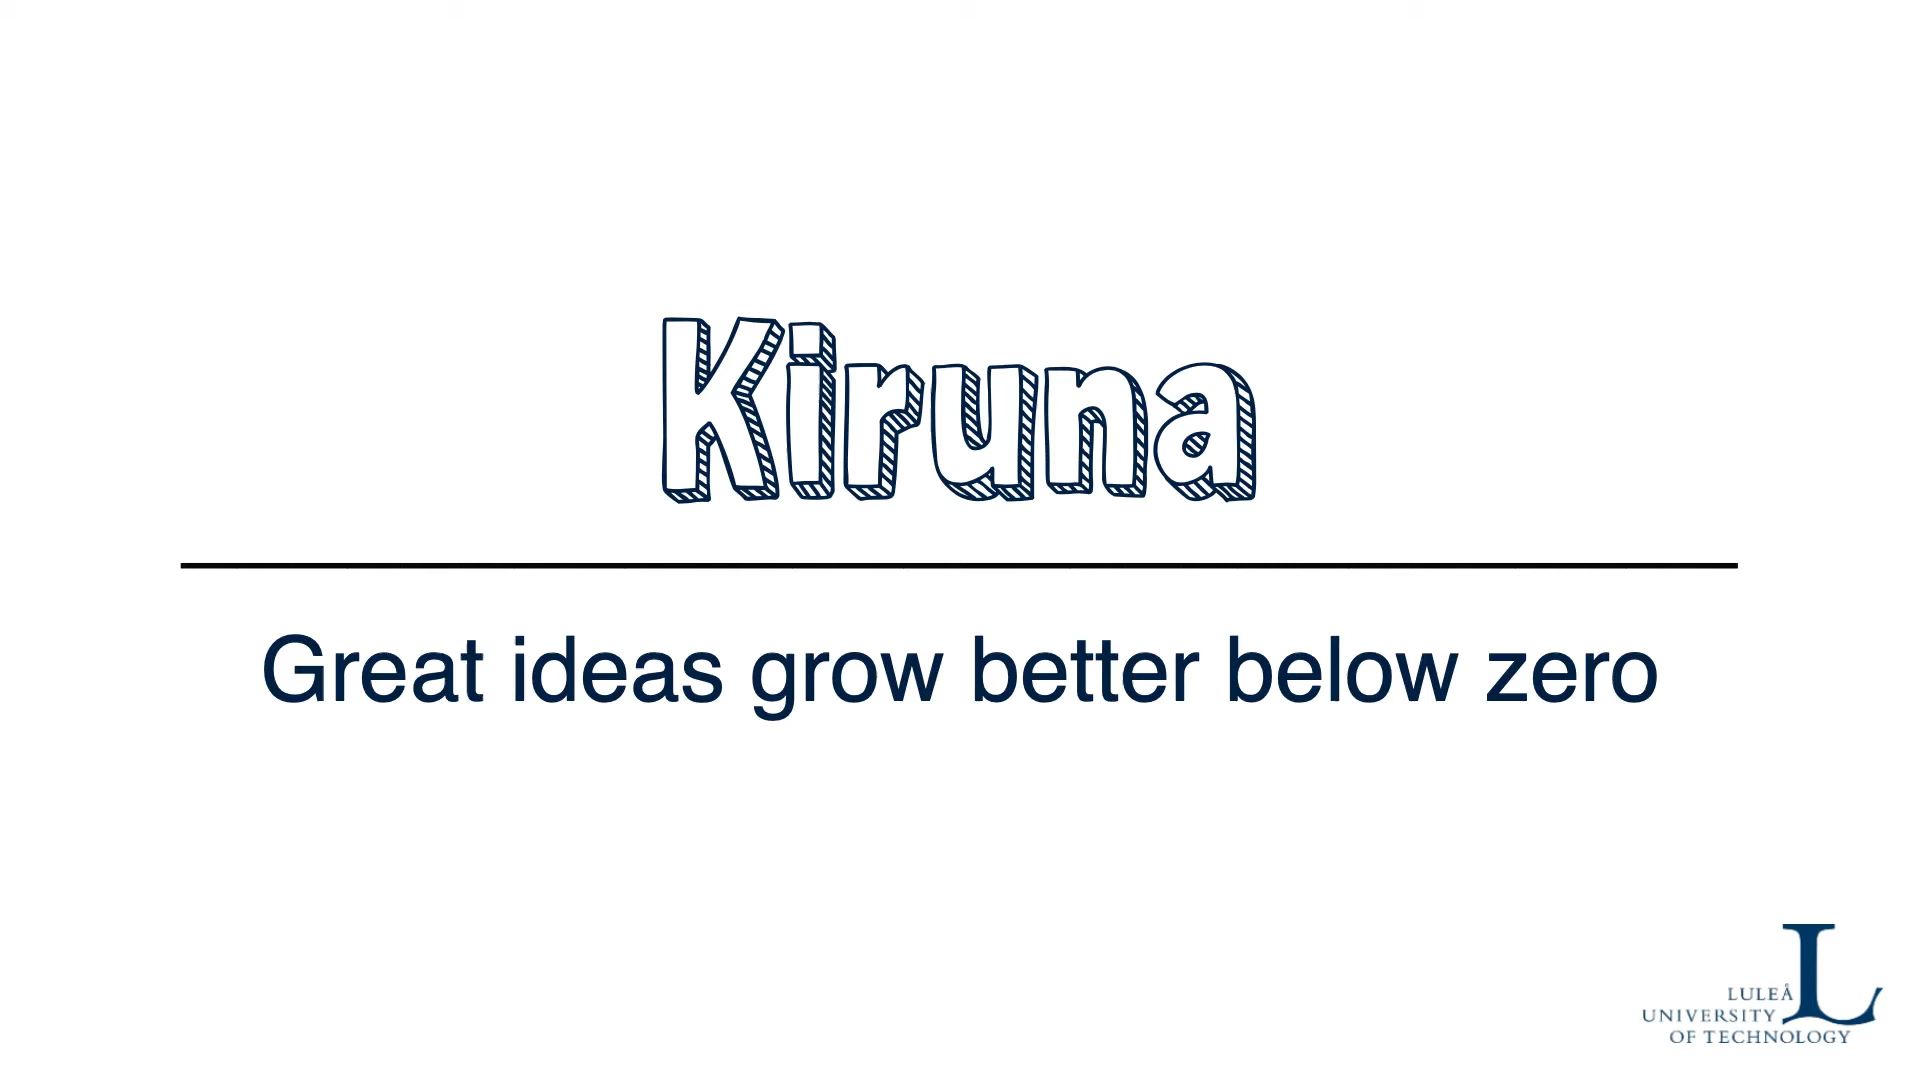 Kiruna
Great ideas grow better below zero
LULEÅ
UNIVERSITY
OF TECHNOLOGY